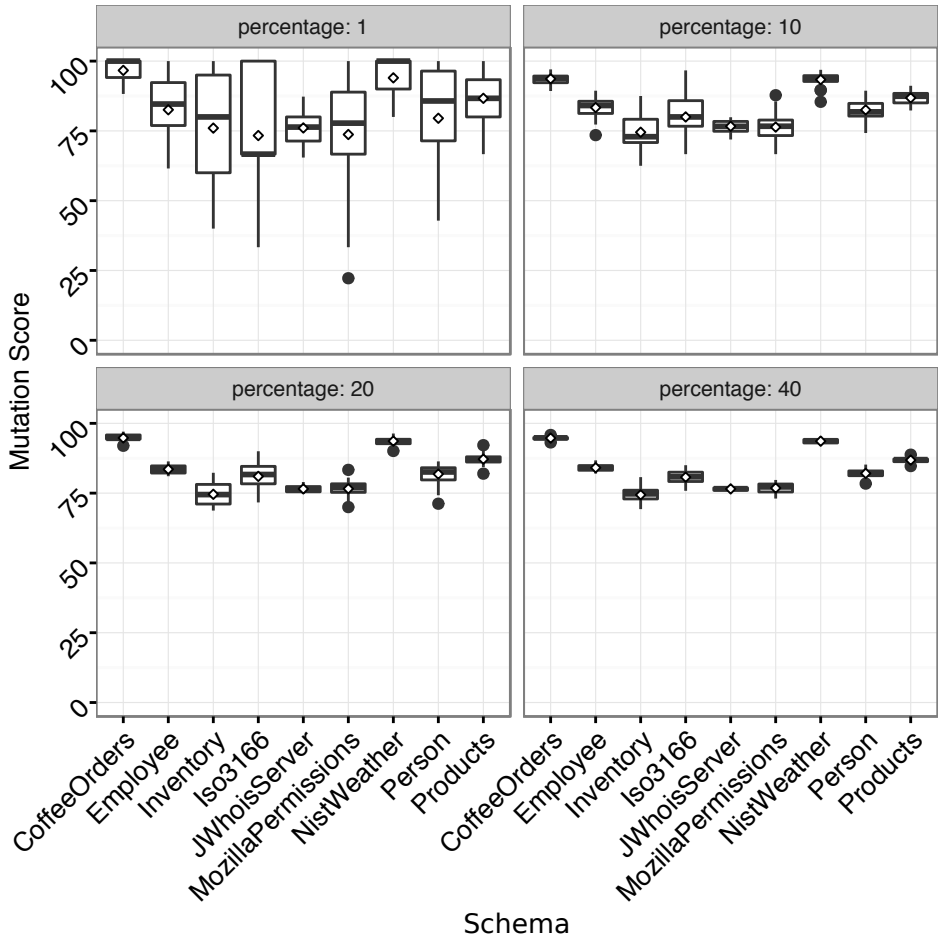 percentage: 1
percentage: 10
100
75
50
25
0
percentage: 20
percentage: 40
100
75
50
25
0
Mutation Score
CoffeeOrders
Employee
Inventory
Iso3166
JWhoisServer
MozillaPermissions
NistWeather
Person
Products
CoffeeOrders
Employee
Inventory
Iso3166
JWhoisServer
MozillaPermissions
NistWeather
Person
Products
Schema